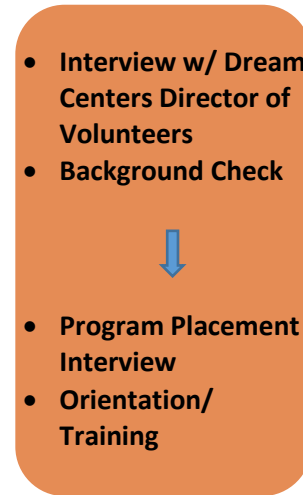 • Interview w/ Dream
Centers Director of
Volunteers
• Background Check
• Program Placement
Interview
• Orientation/
Training